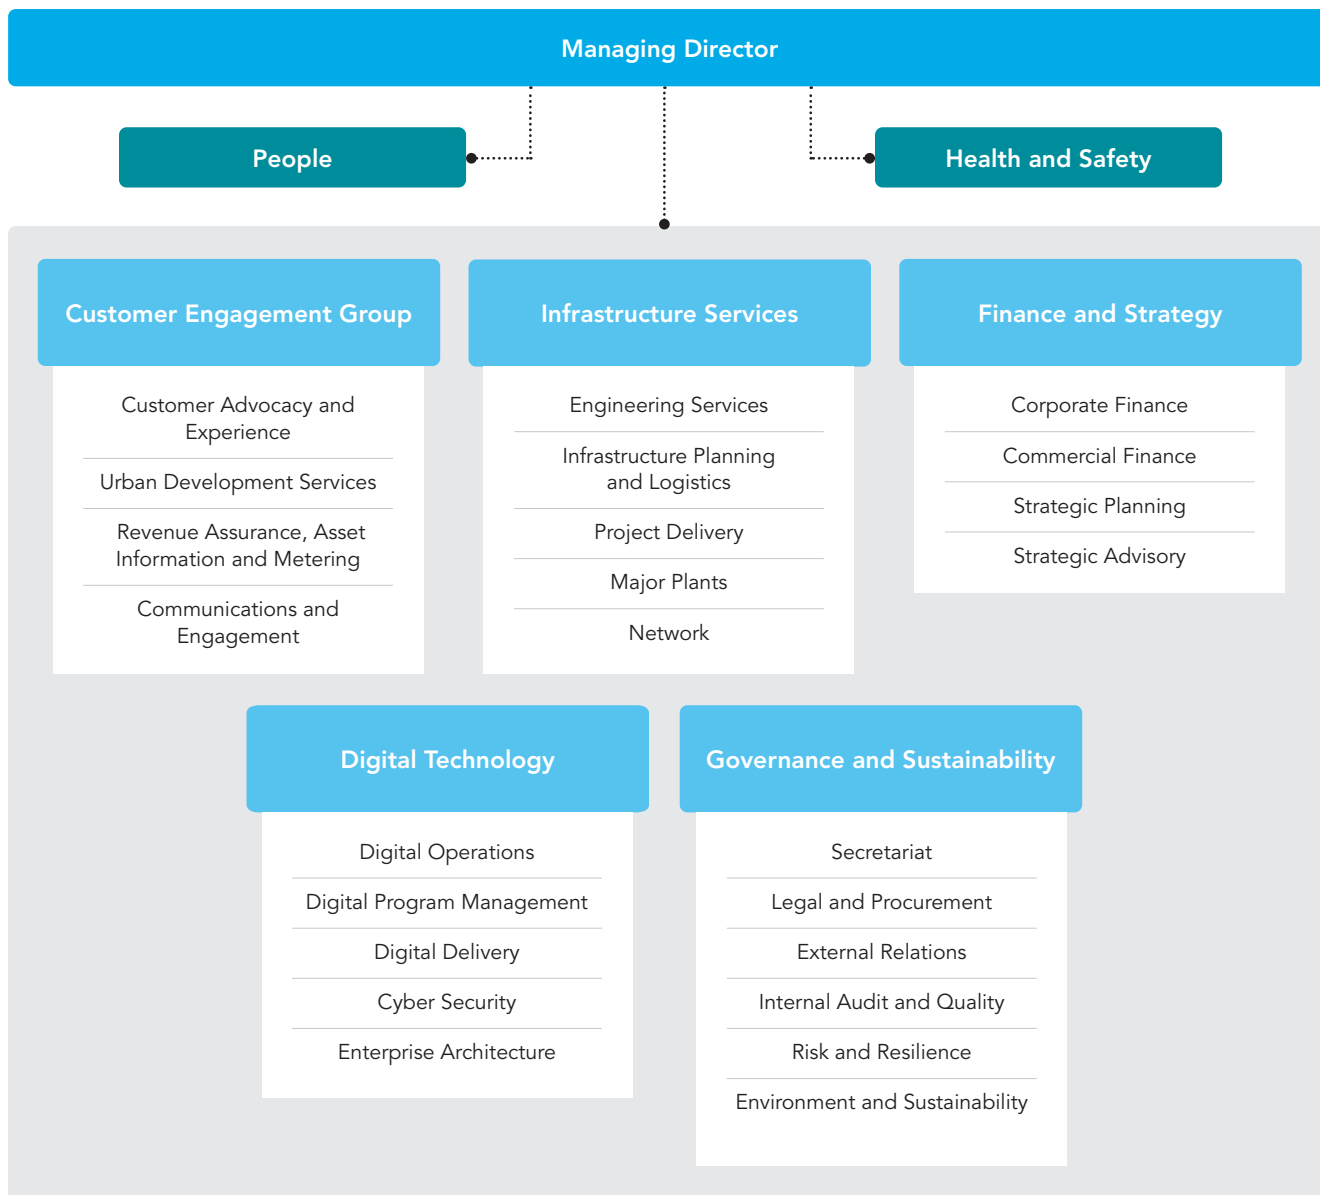 Managing Director
People
Health and Safety
Customer Engagement Group
Customer Advocacy and
Experience
Urban Development Services
Revenue Assurance, Asset
Information and Metering
Communications and
Engagement
Infrastructure Services
Engineering Services
Infrastructure Planning
and Logistics
Project Delivery
Major Plants
Network
Finance and Strategy
Corporate Finance
Commercial Finance
Strategic Planning
Strategic Advisory
Digital Technology
Digital Operations
Digital Program Management
Digital Delivery
Cyber Security
Enterprise Architecture
Governance and Sustainability
Secretariat
Legal and Procurement
External Relations
Internal Audit and Quality
Risk and Resilience
Environment and Sustainability